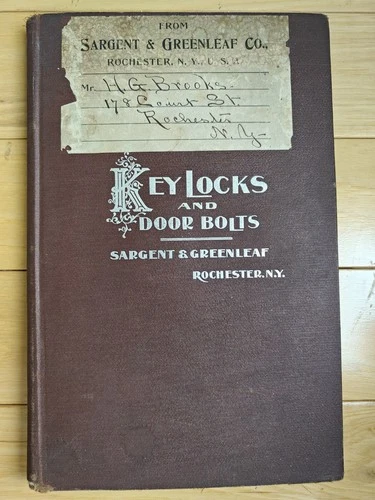 FROM
SARGENT & GREENLEAF CO.,
ROCHESTER, N. Y., U. S. A.
Mr. H. G. Brooks.
178 Court St.
Rochester
N. Y.
KEY LOCKS
AND
DOOR BOLTS
SARGENT & GREENLEAF
ROCHESTER, N.Y.